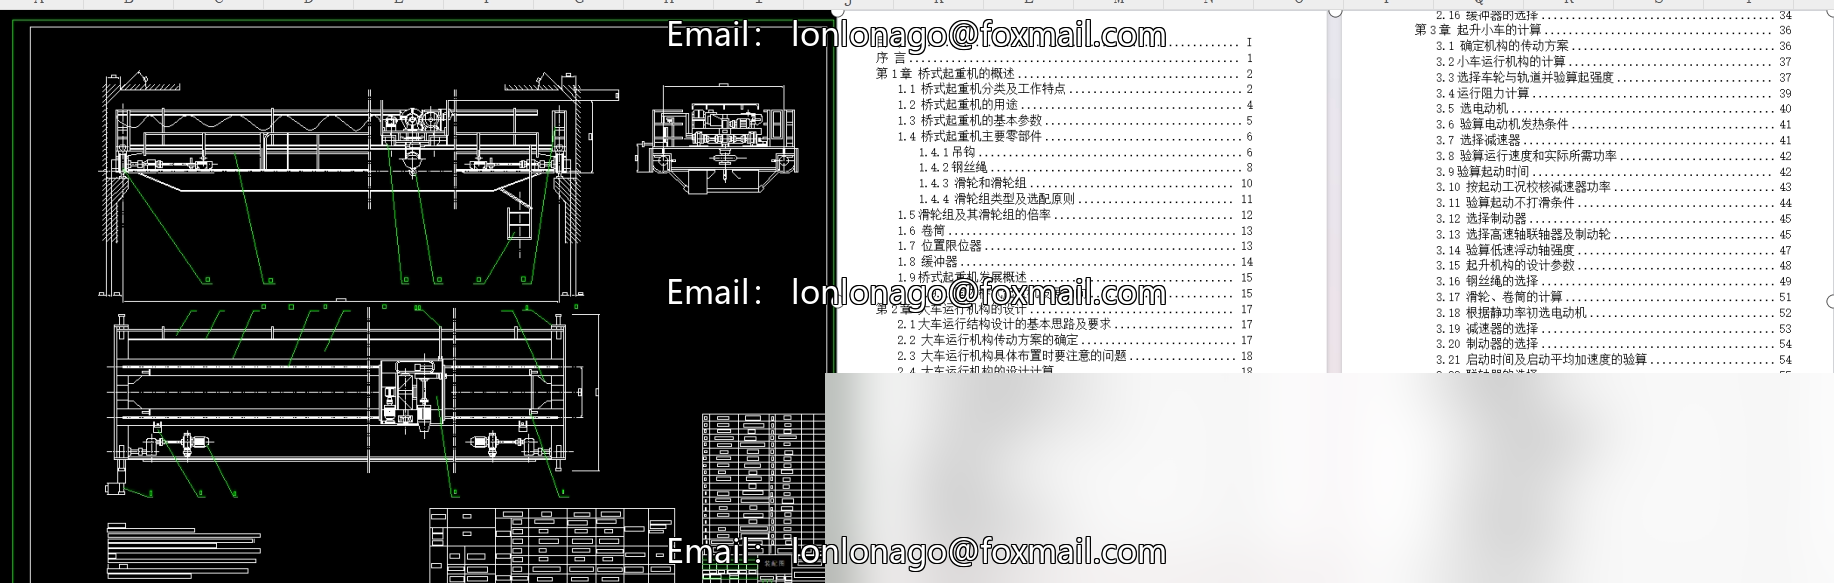 Email： lonlonago@foxmail.com
I
序 言 1
第1章 桥式起重机的概述 2
1.1 桥式起重机分类及工作特点 2
1.2 桥式起重机的用途 4
1.3 桥式起重机的基本参数 5
1.4 桥式起重机主要零部件 6
1.4.1吊钩 6
1.4.2钢丝绳 8
1.4.3 滑轮和滑轮组 10
1.4.4 滑轮组类型及选配原则 11
1.5滑轮组及其滑轮组的倍率 12
1.6 卷筒 13
1.7 位置限位器 13
1.8 缓冲器 14
1.9桥式起重机发展概述 15
Email： lonlonago@foxmail.com
15
第2章 大车运行机构的设计 17
2.1大车运行结构设计的基本思路及要求 17
2.2 大车运行机构传动方案的确定 17
2.3 大车运行机构具体布置时要注意的问题 18
2.4 大车运行机构的设计计算 18
2.16 缓冲器的选择 34
第3章 起升小车的计算 36
3.1 确定机构的传动方案 36
3.2小车运行机构的计算 37
3.3选择车轮与轨道并验算起强度 37
3.4运行阻力计算 39
3.5 选电动机 40
3.6 验算电动机发热条件 41
3.7 选择减速器 41
3.8 验算运行速度和实际所需功率 42
3.9验算起动时间 42
3.10 按起动工况校核减速器功率 43
3.11 验算起动不打滑条件 44
3.12 选择制动器 45
3.13 选择高速轴联轴器及制动轮 45
3.14 验算低速浮动轴强度 47
3.15 起升机构的设计参数 48
3.16 钢丝绳的选择 49
3.17 滑轮、卷筒的计算 51
3.18 根据静功率初选电动机 52
3.19 减速器的选择 53
3.20 制动器的选择 54
3.21 启动时间及启动平均加速度的验算 54
Email： lonlonago@foxmail.com
装配图